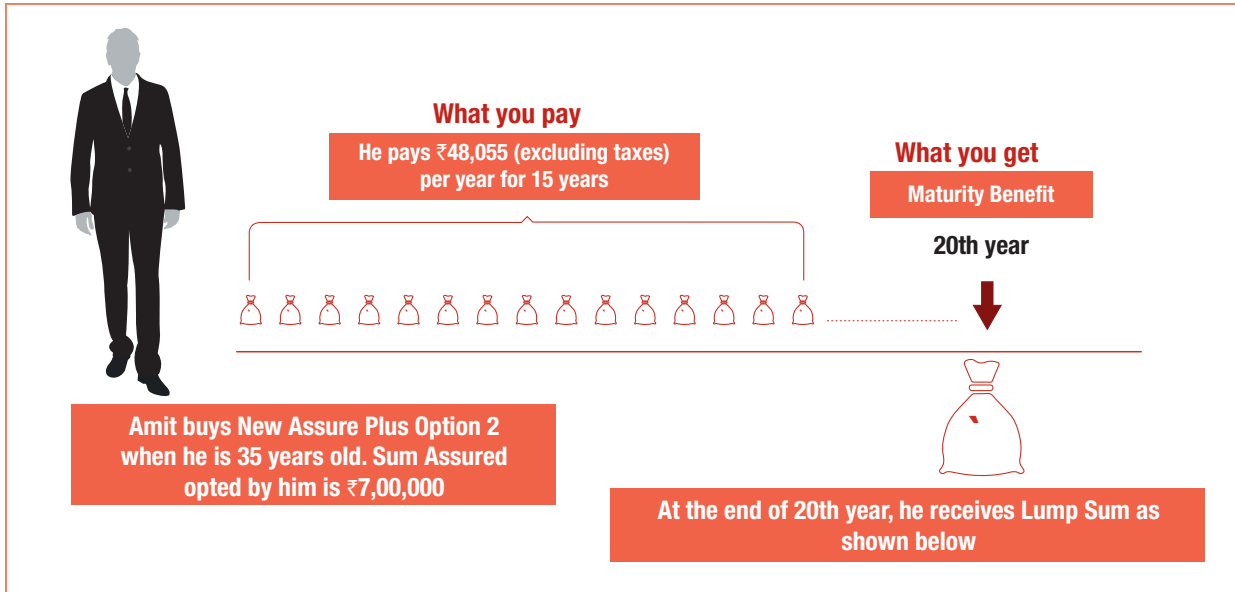 What you pay
He pays ₹48,055 (excluding taxes)
per year for 15 years
What you get
Maturity Benefit
20th year
Amit buys New Assure Plus Option 2
when he is 35 years old. Sum Assured
opted by him is ₹7,00,000
At the end of 20th year, he receives Lump Sum as
shown below